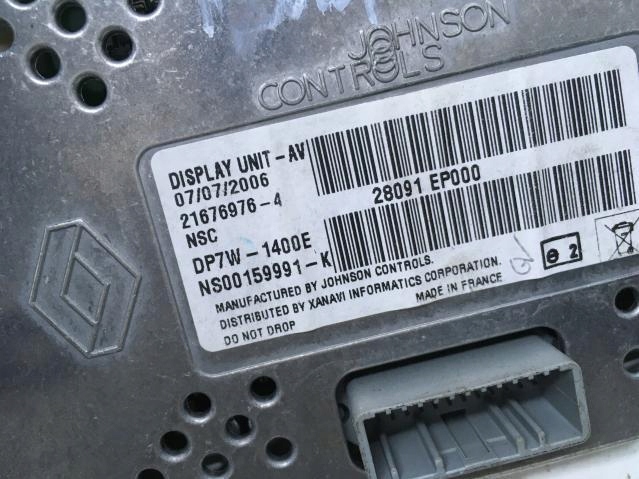 JOHNSON
CONTROLS
DISPLAY UNIT-AV
07/07/2006
21676976-4
28091 EP000
NSC
DP7W-1400E
NS00159991-K
MANUFACTURED BY JOHNSON CONTROLS.
DISTRIBUTED BY XANAVI INFORMATICS CORPORATION.
MADE IN FRANCE
DO NOT DROP
e 2